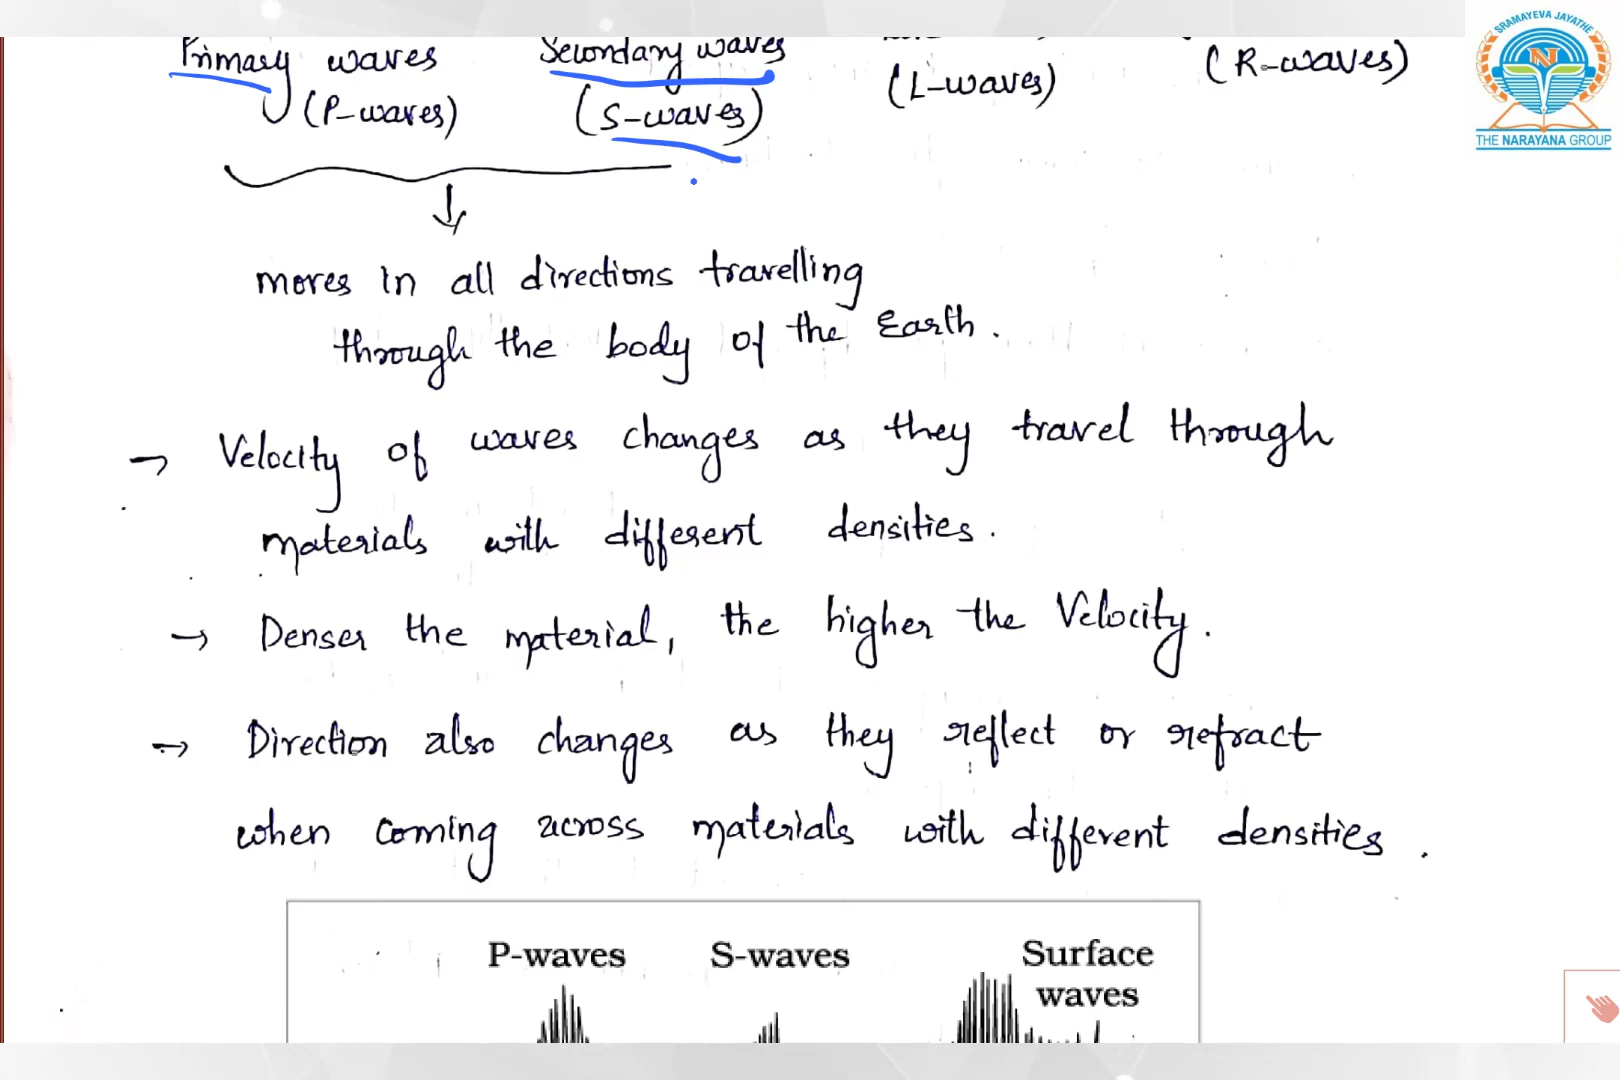 Primary waves Secondary waves
(P-waves) (S-waves) (L-waves) (R-waves)
SRAMAYEVA JAYATHE
N
THE NARAYANA GROUP
moves in all directions travelling
through the body of the Earth.
→ Velocity of waves changes as they travel through
materials with different densities.
→ Denser the material, the higher the Velocity.
→ Direction also changes as they reflect or refract
when coming across materials with different densities.
P-waves S-waves Surface
waves